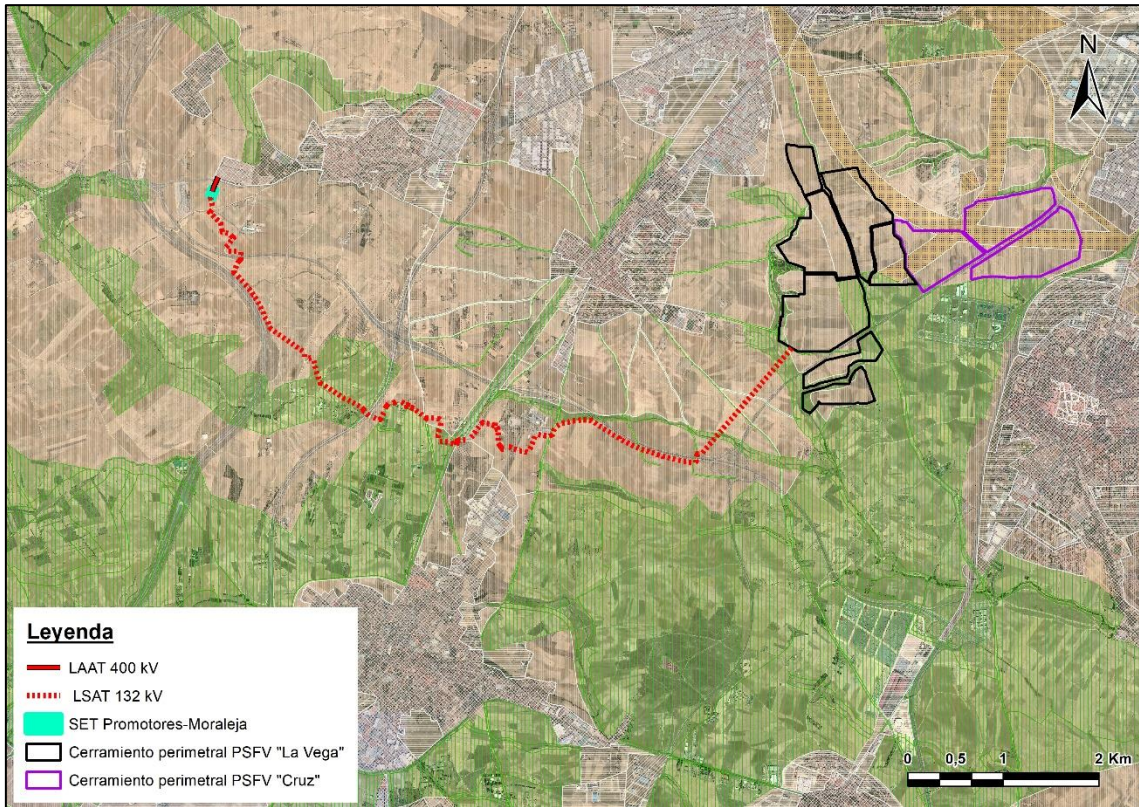 N
Leyenda
LAAT 400 kV
LSAT 132 kV
SET Promotores-Moraleja
Cerramiento perimetral PSFV "La Vega"
Cerramiento perimetral PSFV "Cruz"
0 0,5 1 2 Km